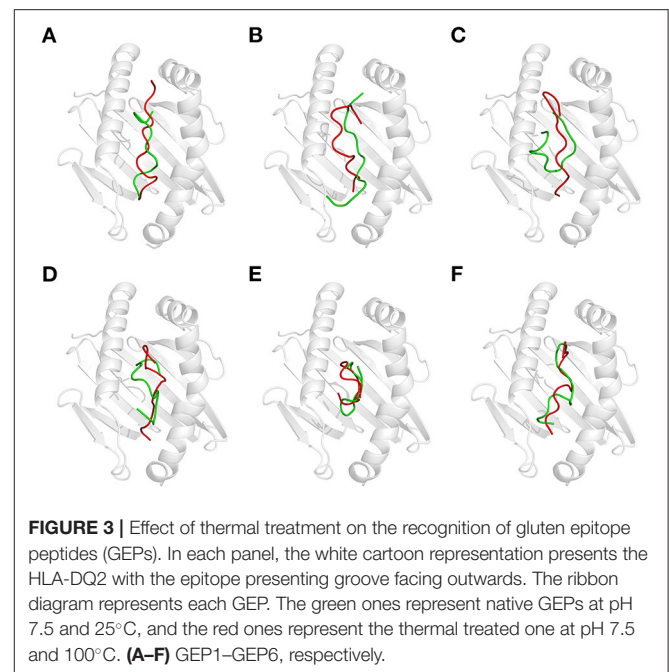 A
B
C
D
E
F
FIGURE 3 | Effect of thermal treatment on the recognition of gluten epitope
peptides (GEPs). In each panel, the white cartoon representation presents the
HLA-DQ2 with the epitope presenting groove facing outwards. The ribbon
diagram represents each GEP. The green ones represent native GEPs at pH
7.5 and 25°C, and the red ones represent the thermal treated one at pH 7.5
and 100°C. (A–F) GEP1–GEP6, respectively.